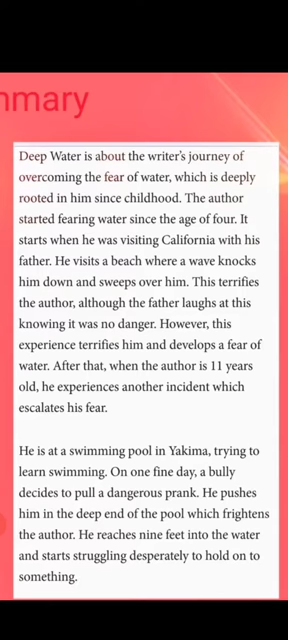 mmary
Deep Water is about the writer's journey of
overcoming the fear of water, which is deeply
rooted in him since childhood. The author
started fearing water since the age of four. It
starts when he was visiting California with his
father. He visits a beach where a wave knocks
him down and sweeps over him. This terrifies
the author, although the father laughs at this
knowing it was no danger. However, this
experience terrifies him and develops a fear of
water. After that, when the author is 11 years
old, he experiences another incident which
escalates his fear.
He is at a swimming pool in Yakima, trying to
learn swimming. On one fine day, a bully
decides to pull a dangerous prank. He pushes
him in the deep end of the pool which frightens
the author. He reaches nine feet into the water
and starts struggling desperately to hold on to
something.